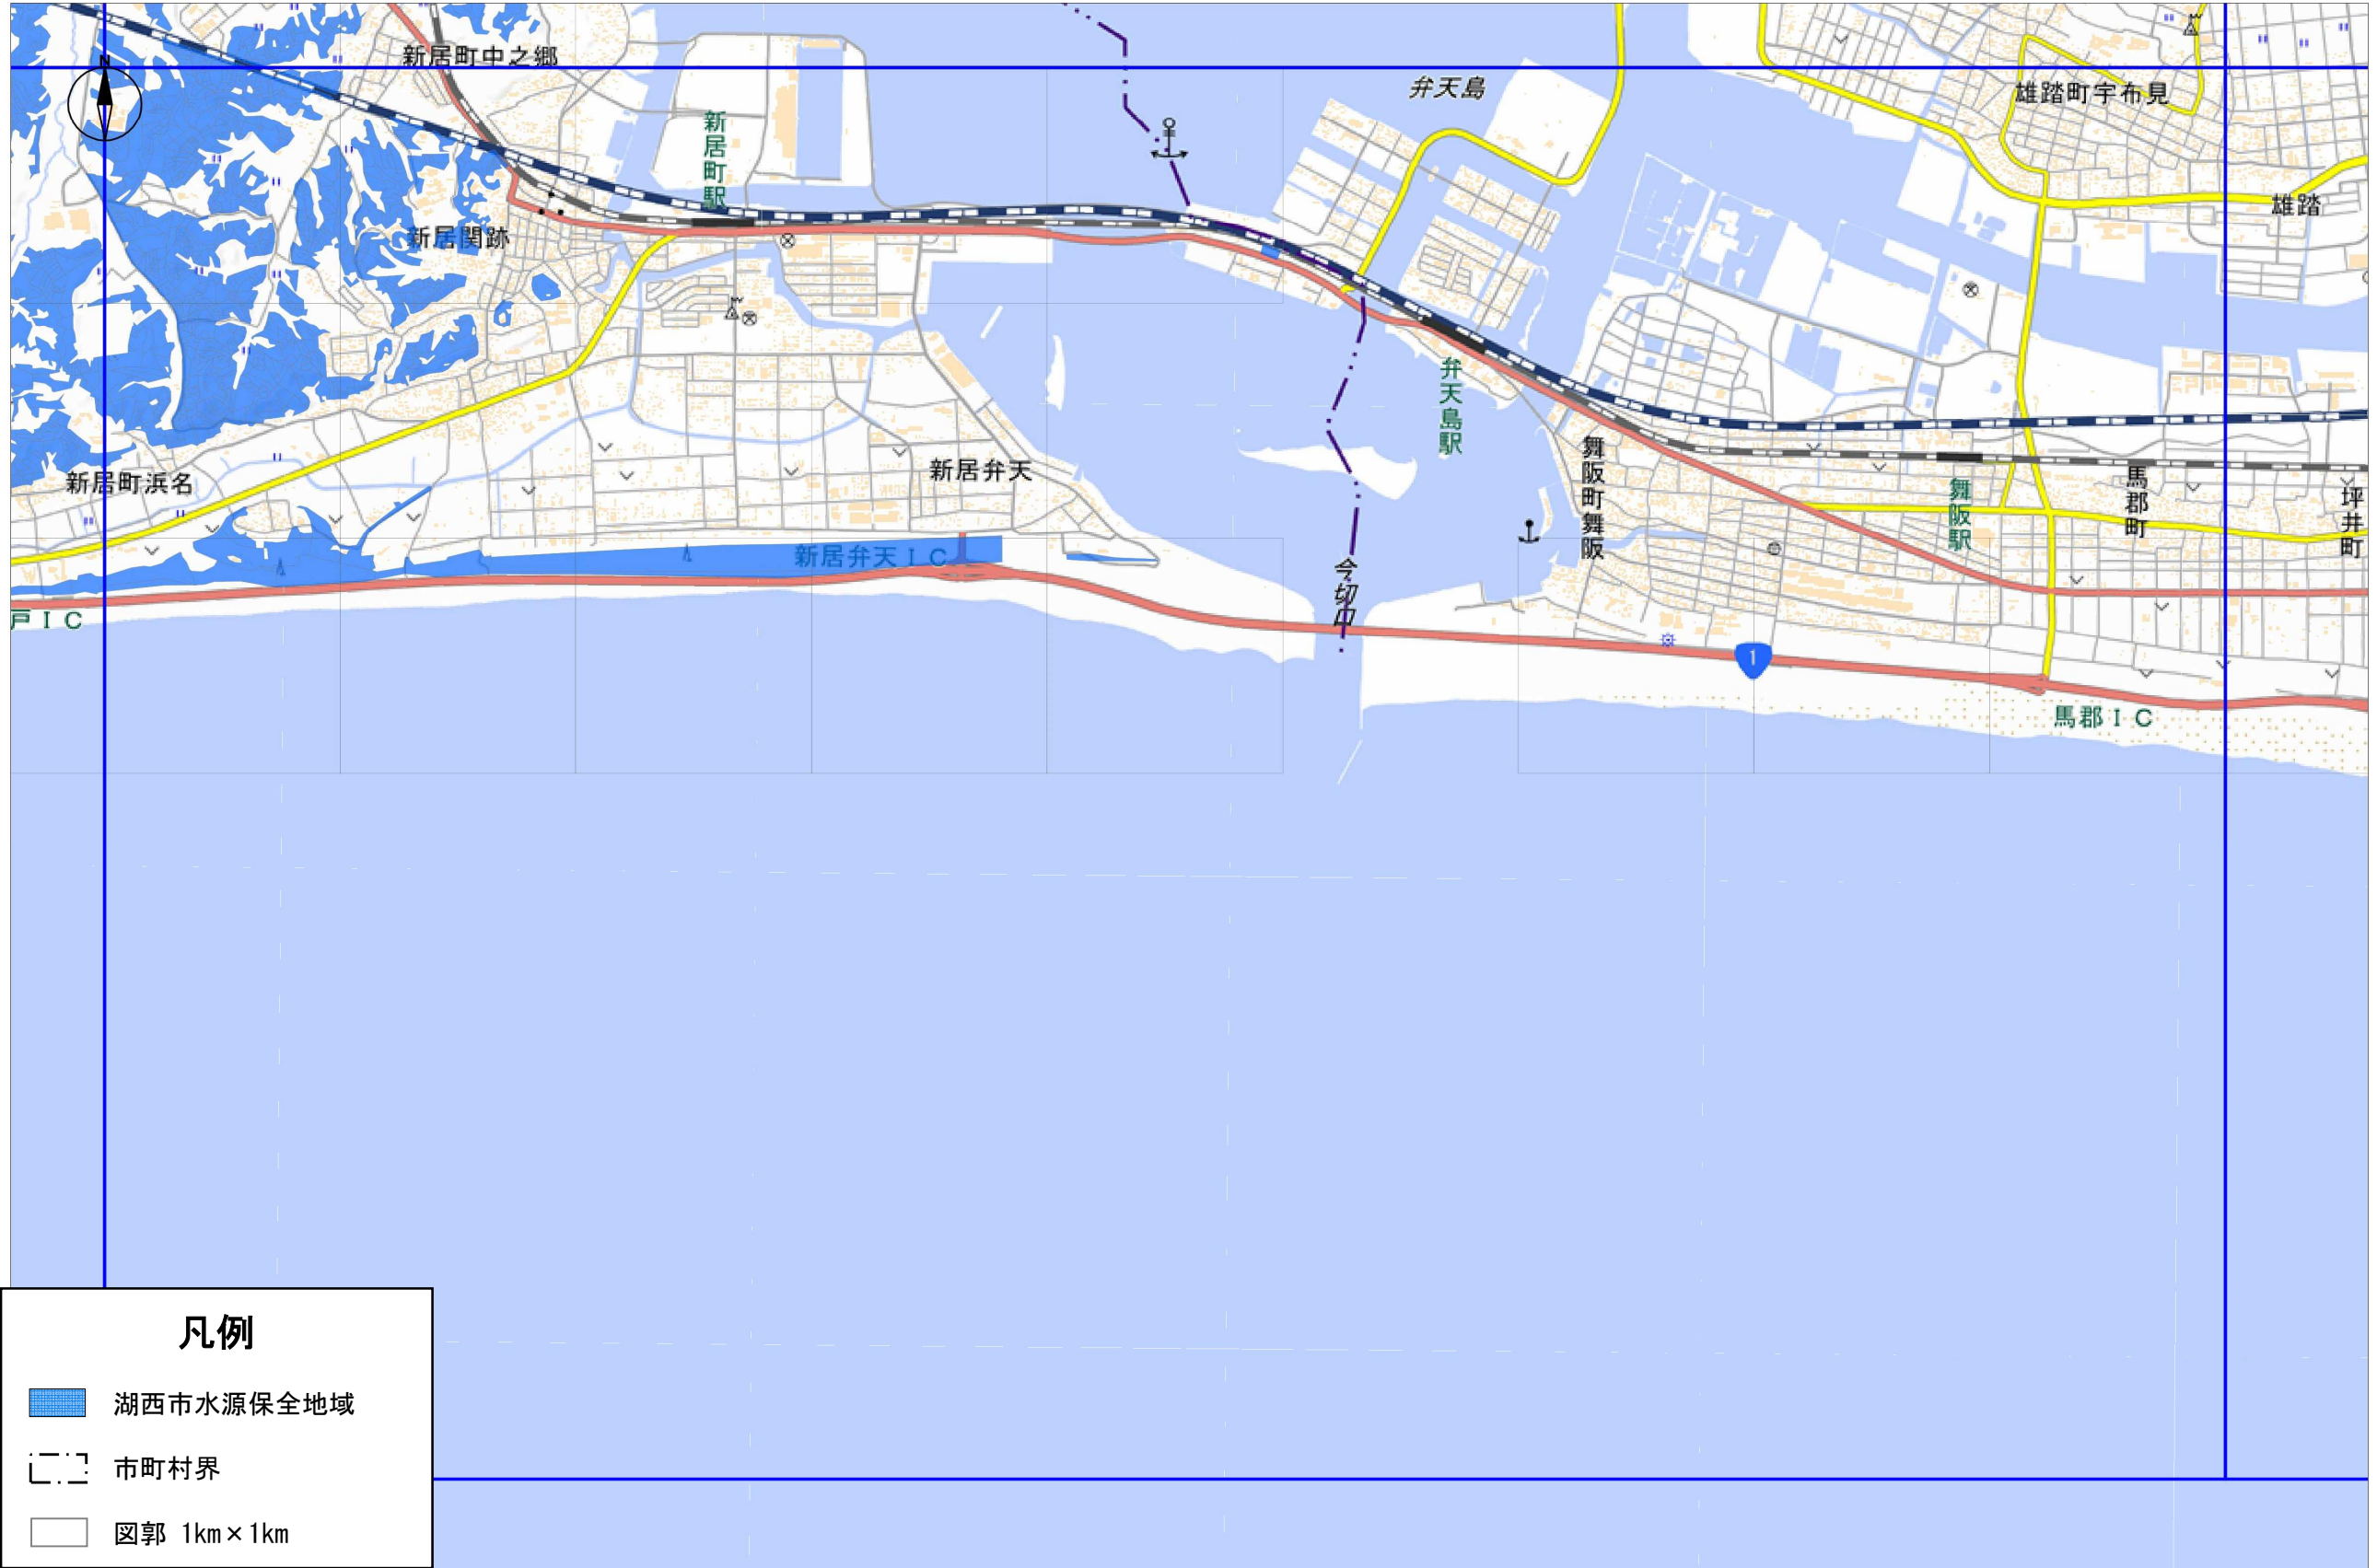 新居町中之郷
N
弁天島
雄踏町宇布見
新居町駅
雄踏
新居関跡
弁天島駅
舞阪町舞阪
新居弁天
新居町浜名
舞阪駅
馬郡町
坪井町
新居弁天IC
今切口
戸IC
1
馬郡IC
凡例
湖西市水源保全地域
市町村界
図郭 1km×1km